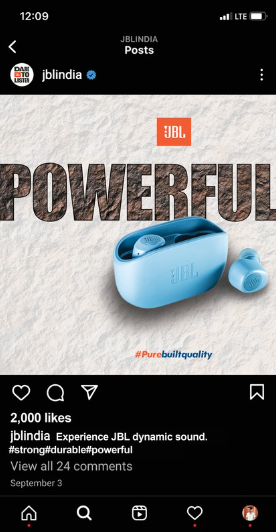 12:09
LTE
JBLINDIA
Posts
DARE
TO
LISTEN
jblindia
JBL
POWERFUL
JBL
#Purebuiltquality
2,000 likes
jblindia Experience JBL dynamic sound.
#strong#durable#powerful
View all 24 comments
September 3